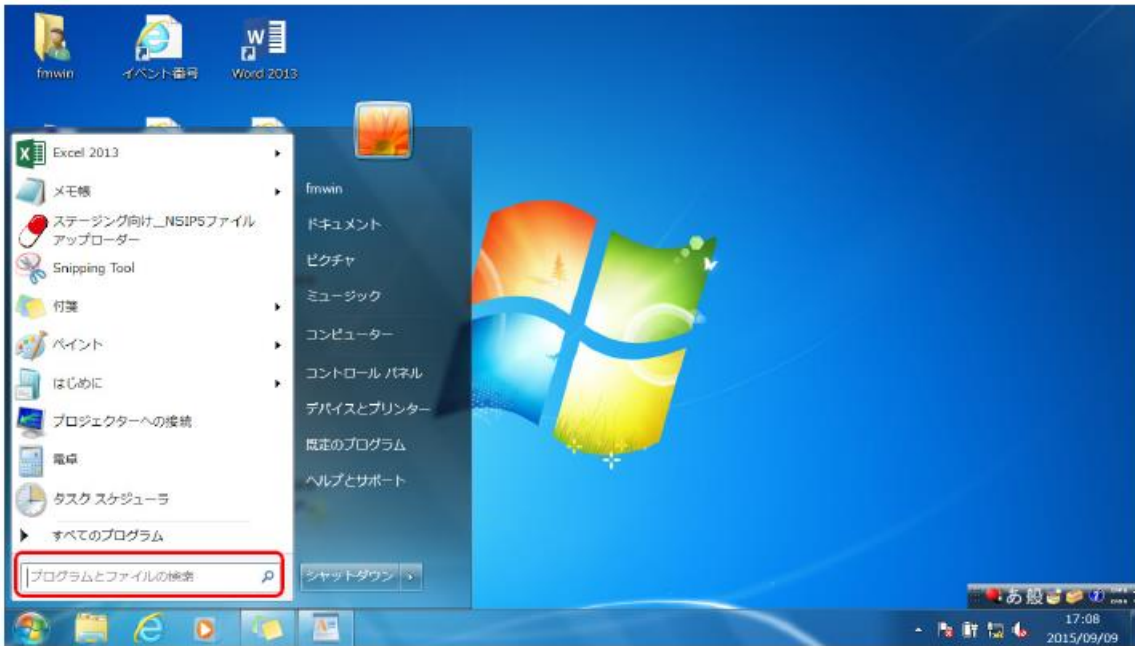 fmwin
イベント番号
Word 2013
Excel 2013
メモ帳
ステージング向け__NSIPSファイル
アップローダー
Snipping Tool
付箋
ペイント
はじめに
プロジェクターへの接続
電卓
タスク スケジューラ
すべてのプログラム
プログラムとファイルの検索
fmwin
ドキュメント
ピクチャ
ミュージック
コンピューター
コントロール パネル
デバイスとプリンター
既定のプログラム
ヘルプとサポート
シャットダウン
あ 般
17:08
2015/09/09